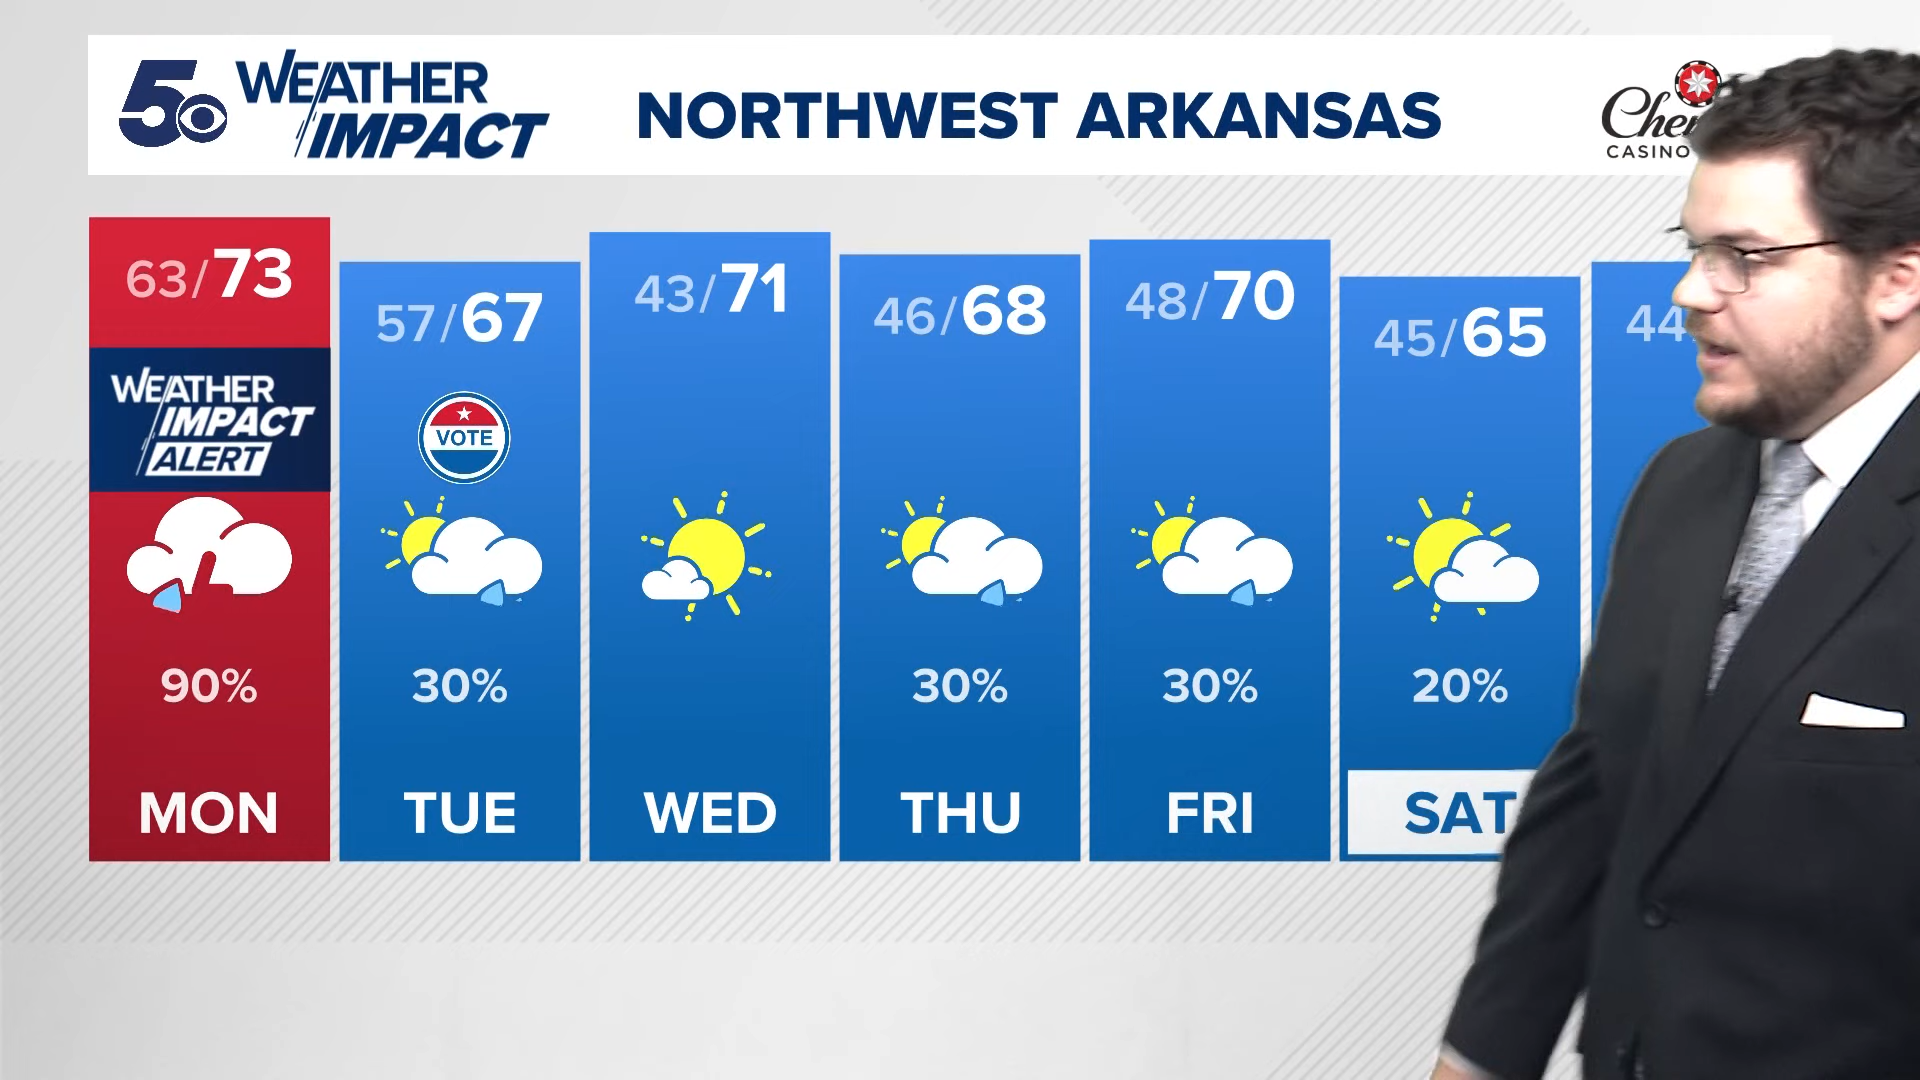 5 WEATHER IMPACT
NORTHWEST ARKANSAS
CASINO
63/73
57/67
43/71
46/68
48/70
45/65
44
WEATHER
IMPACT
ALERT
VOTE
90%
30%
30%
30%
20%
MON
TUE
WED
THU
FRI
SAT